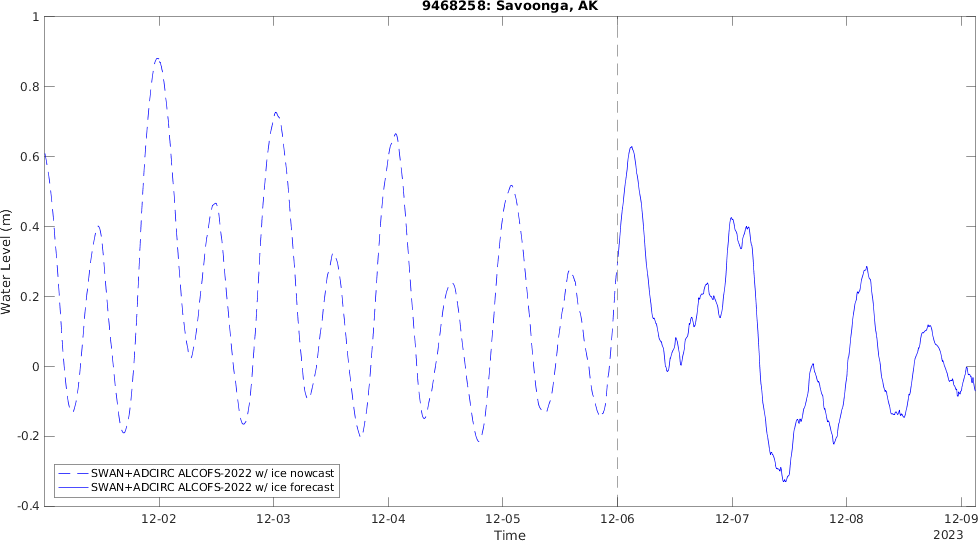 9468258: Savoonga, AK
1
0.8
0.6
0.4
0.2
0
-0.2
-0.4
Water Level (m)
SWAN+ADCIRC ALCOFS-2022 w/ ice nowcast
SWAN+ADCIRC ALCOFS-2022 w/ ice forecast
12-02 12-03 12-04 12-05 12-06 12-07 12-08 12-09
Time
2023